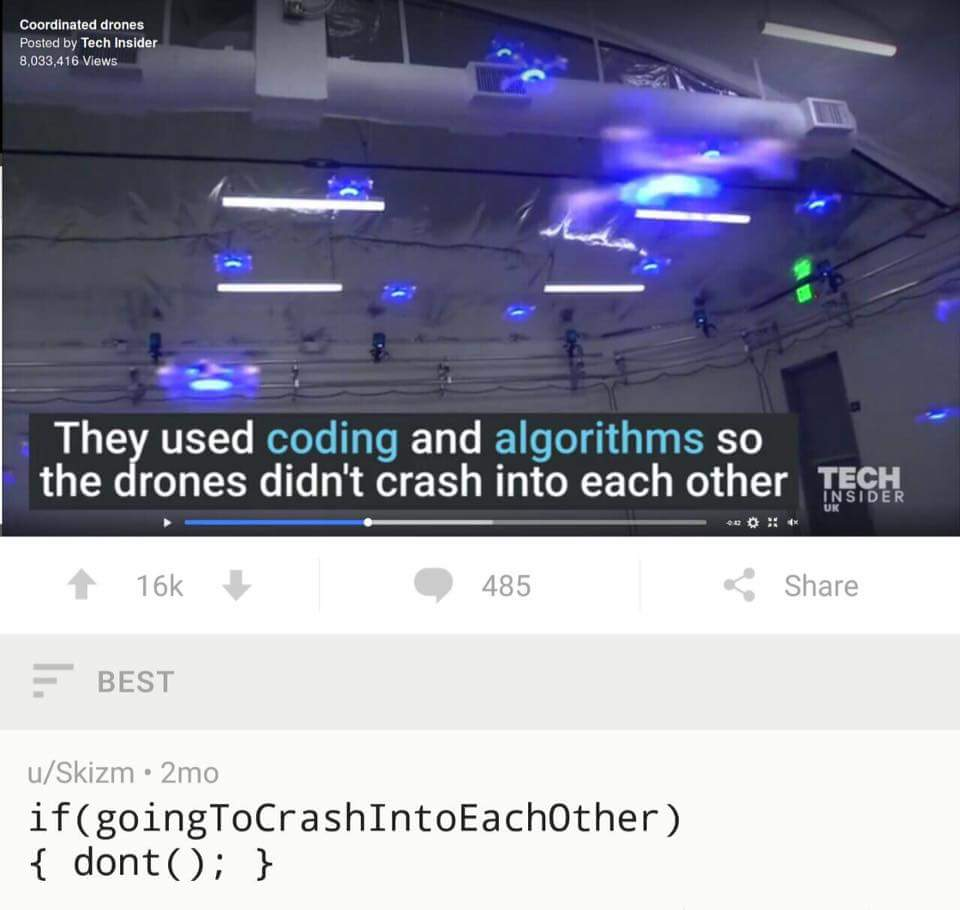 Coordinated drones
Posted by Tech Insider
8,033,416 Views
They used coding and algorithms so
the drones didn't crash into each other
TECH
INSIDER
UK
-0:42
16k
485
Share
BEST
u/Skizm • 2mo
if(goingToCrashIntoEachOther)
{ dont(); }